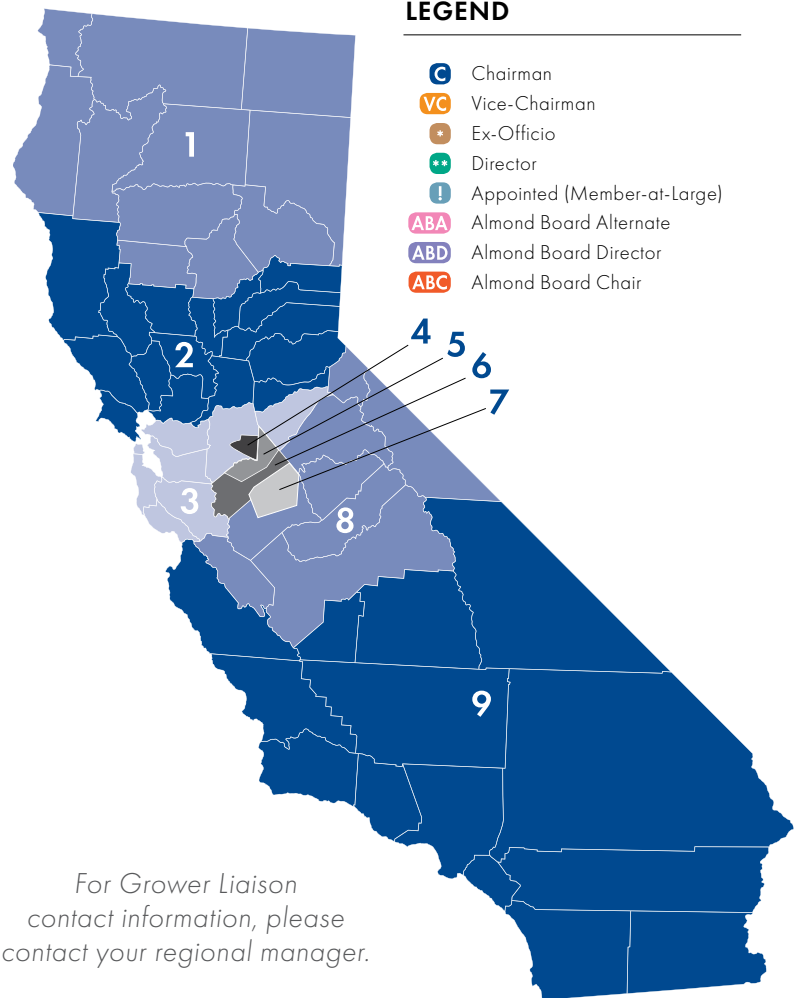 LEGEND
C Chairman
VC Vice-Chairman
* Ex-Officio
** Director
! Appointed (Member-at-Large)
ABA Almond Board Alternate
ABD Almond Board Director
ABC Almond Board Chair
1
2
3
4
5
6
7
8
9
For Grower Liaison
contact information, please
contact your regional manager.